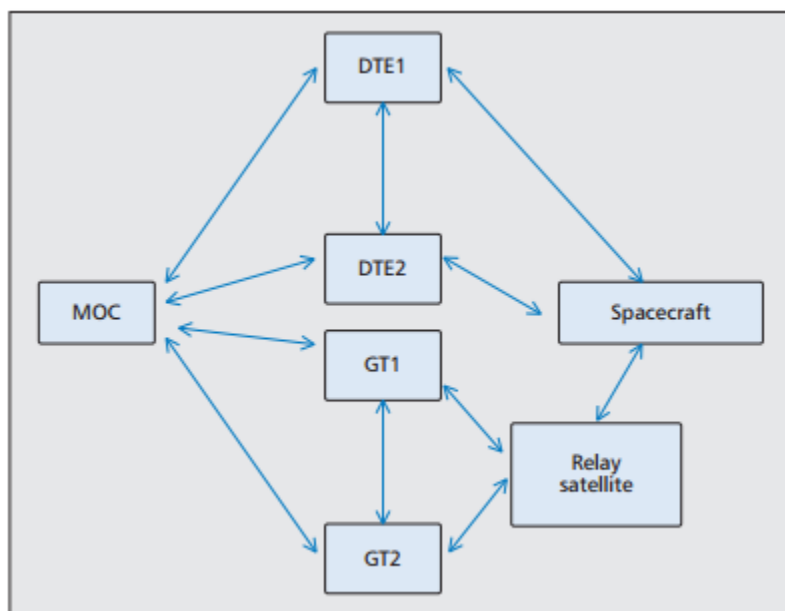 DTE1
DTE2
MOC
Spacecraft
GT1
Relay
satellite
GT2